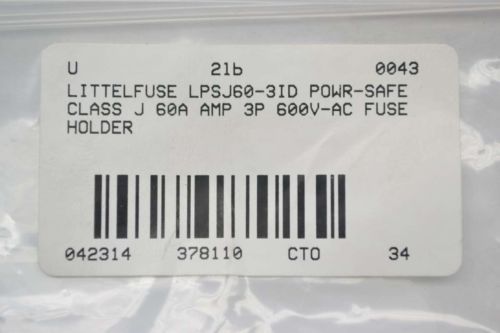 U 21b 0043
LITTELFUSE LPSJ60-3ID POWR-SAFE
CLASS J 60A AMP 3P 600V-AC FUSE
HOLDER
042314 378110 CTO 34